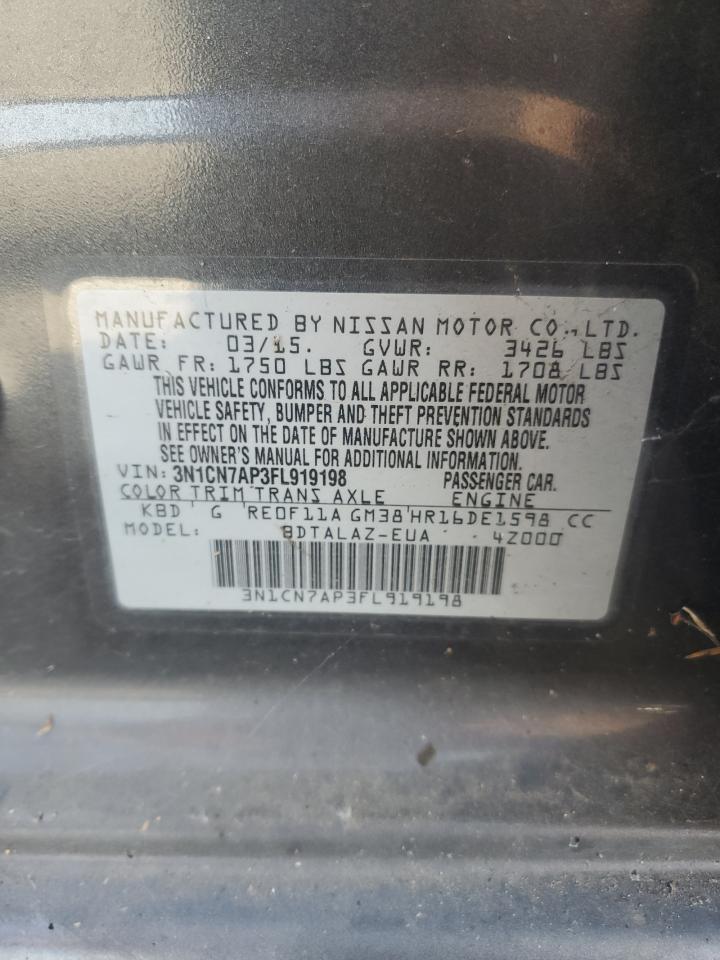 MANUFACTURED BY NISSAN MOTOR CO., LTD.
DATE: 03/15. GVWR: 3426 LBS
GAWR FR: 1750 LBS GAWR RR: 1708 LBS
THIS VEHICLE CONFORMS TO ALL APPLICABLE FEDERAL MOTOR
VEHICLE SAFETY, BUMPER AND THEFT PREVENTION STANDARDS
IN EFFECT ON THE DATE OF MANUFACTURE SHOWN ABOVE.
SEE OWNER'S MANUAL FOR ADDITIONAL INFORMATION.
VIN: 3N1CN7AP3FL919198 PASSENGER CAR.
COLOR TRIM TRANS AXLE ENGINE
KBD G RE0F11A GM38 HR16DE1598 CC
MODEL: BDTALAZ-EUA 4Z000
3N1CN7AP3FL919198